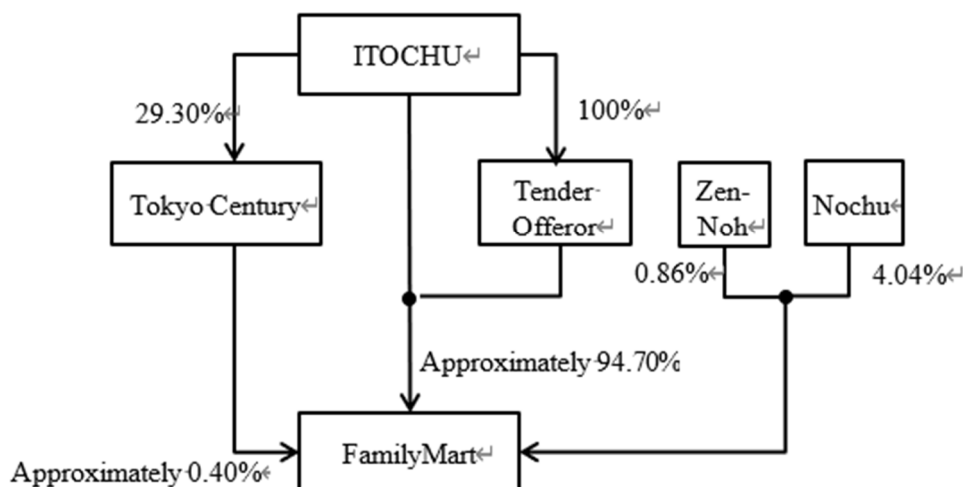 ITOCHU
29.30%
100%
Tokyo Century
Tender
Offeror
Zen-
Noh
Nochu
0.86%
4.04%
Approximately 94.70%
FamilyMart
Approximately 0.40%